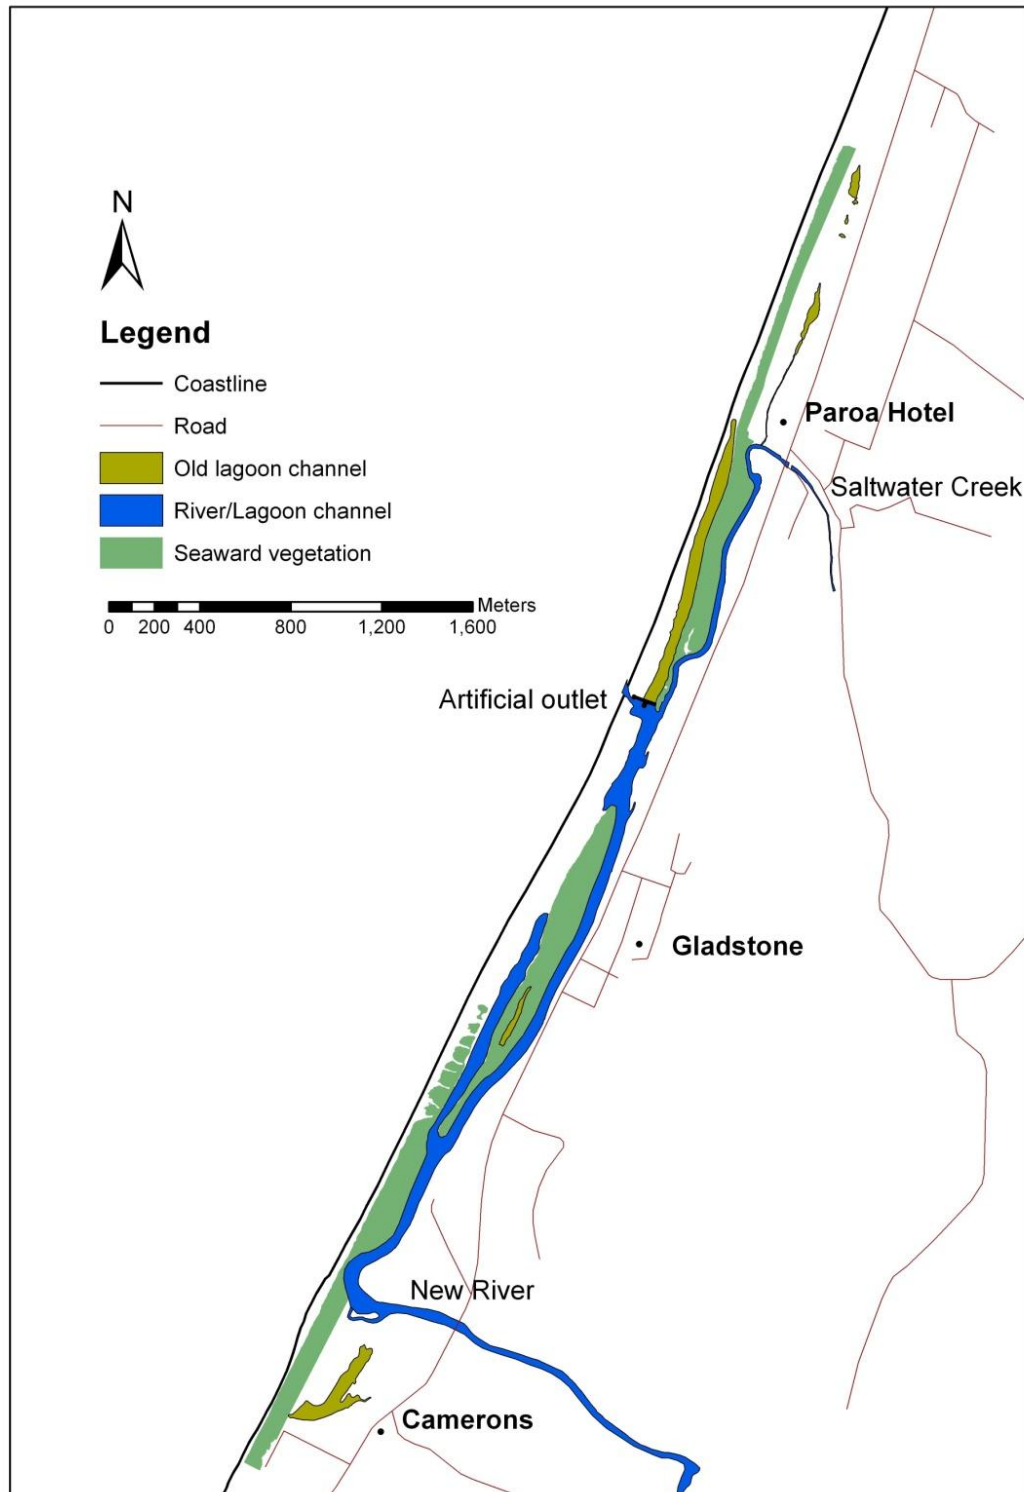 N
Legend
Coastline
Road
Old lagoon channel
River/Lagoon channel
Seaward vegetation
Meters
0 200 400 800 1,200 1,600
Paroa Hotel
Saltwater Creek
Artificial outlet
Gladstone
New River
Camerons